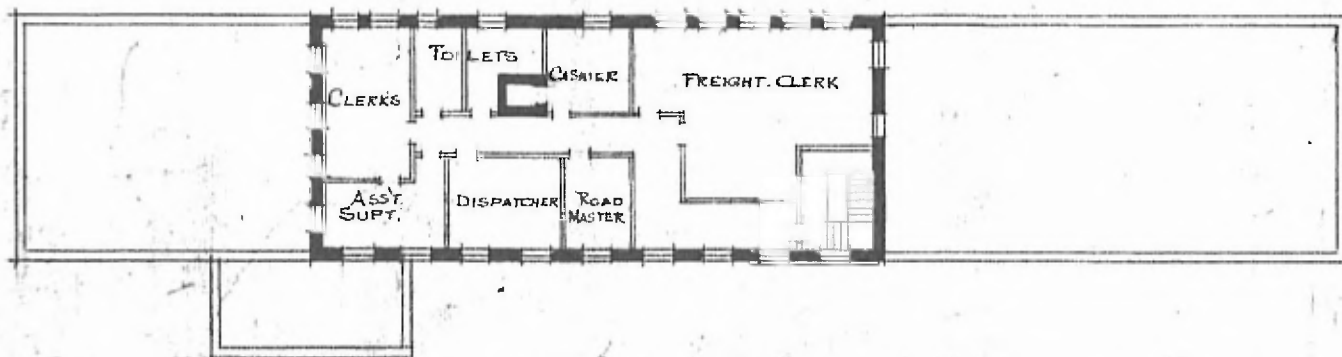 TOILETS
CASHIER
FREIGHT. CLERK
CLERKS
ASS'T.
SUPT.
DISPATCHER
ROAD
MASTER